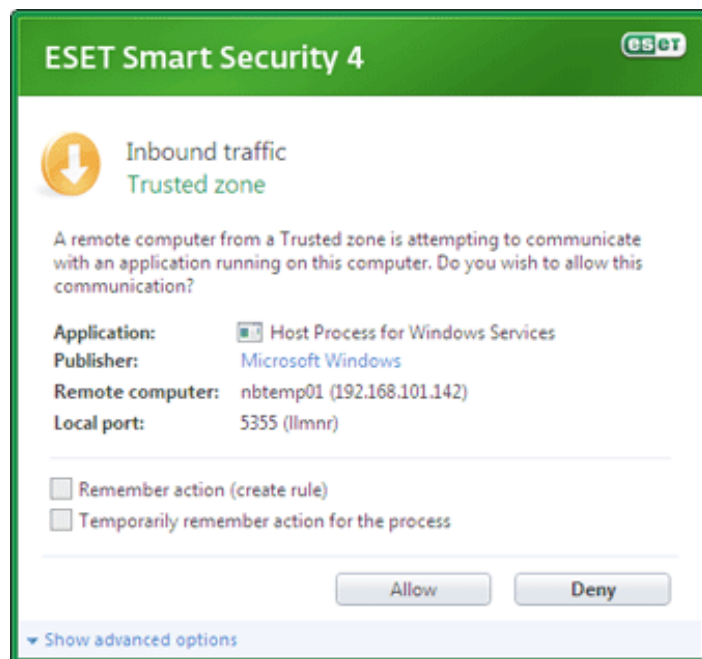 ESET Smart Security 4
eset
Inbound traffic
Trusted zone
A remote computer from a Trusted zone is attempting to communicate
with an application running on this computer. Do you wish to allow this
communication?
Application: Host Process for Windows Services
Publisher: Microsoft Windows
Remote computer: nbtemp01 (192.168.101.142)
Local port: 5355 (llmnr)
Remember action (create rule)
Temporarily remember action for the process
Allow Deny
Show advanced options